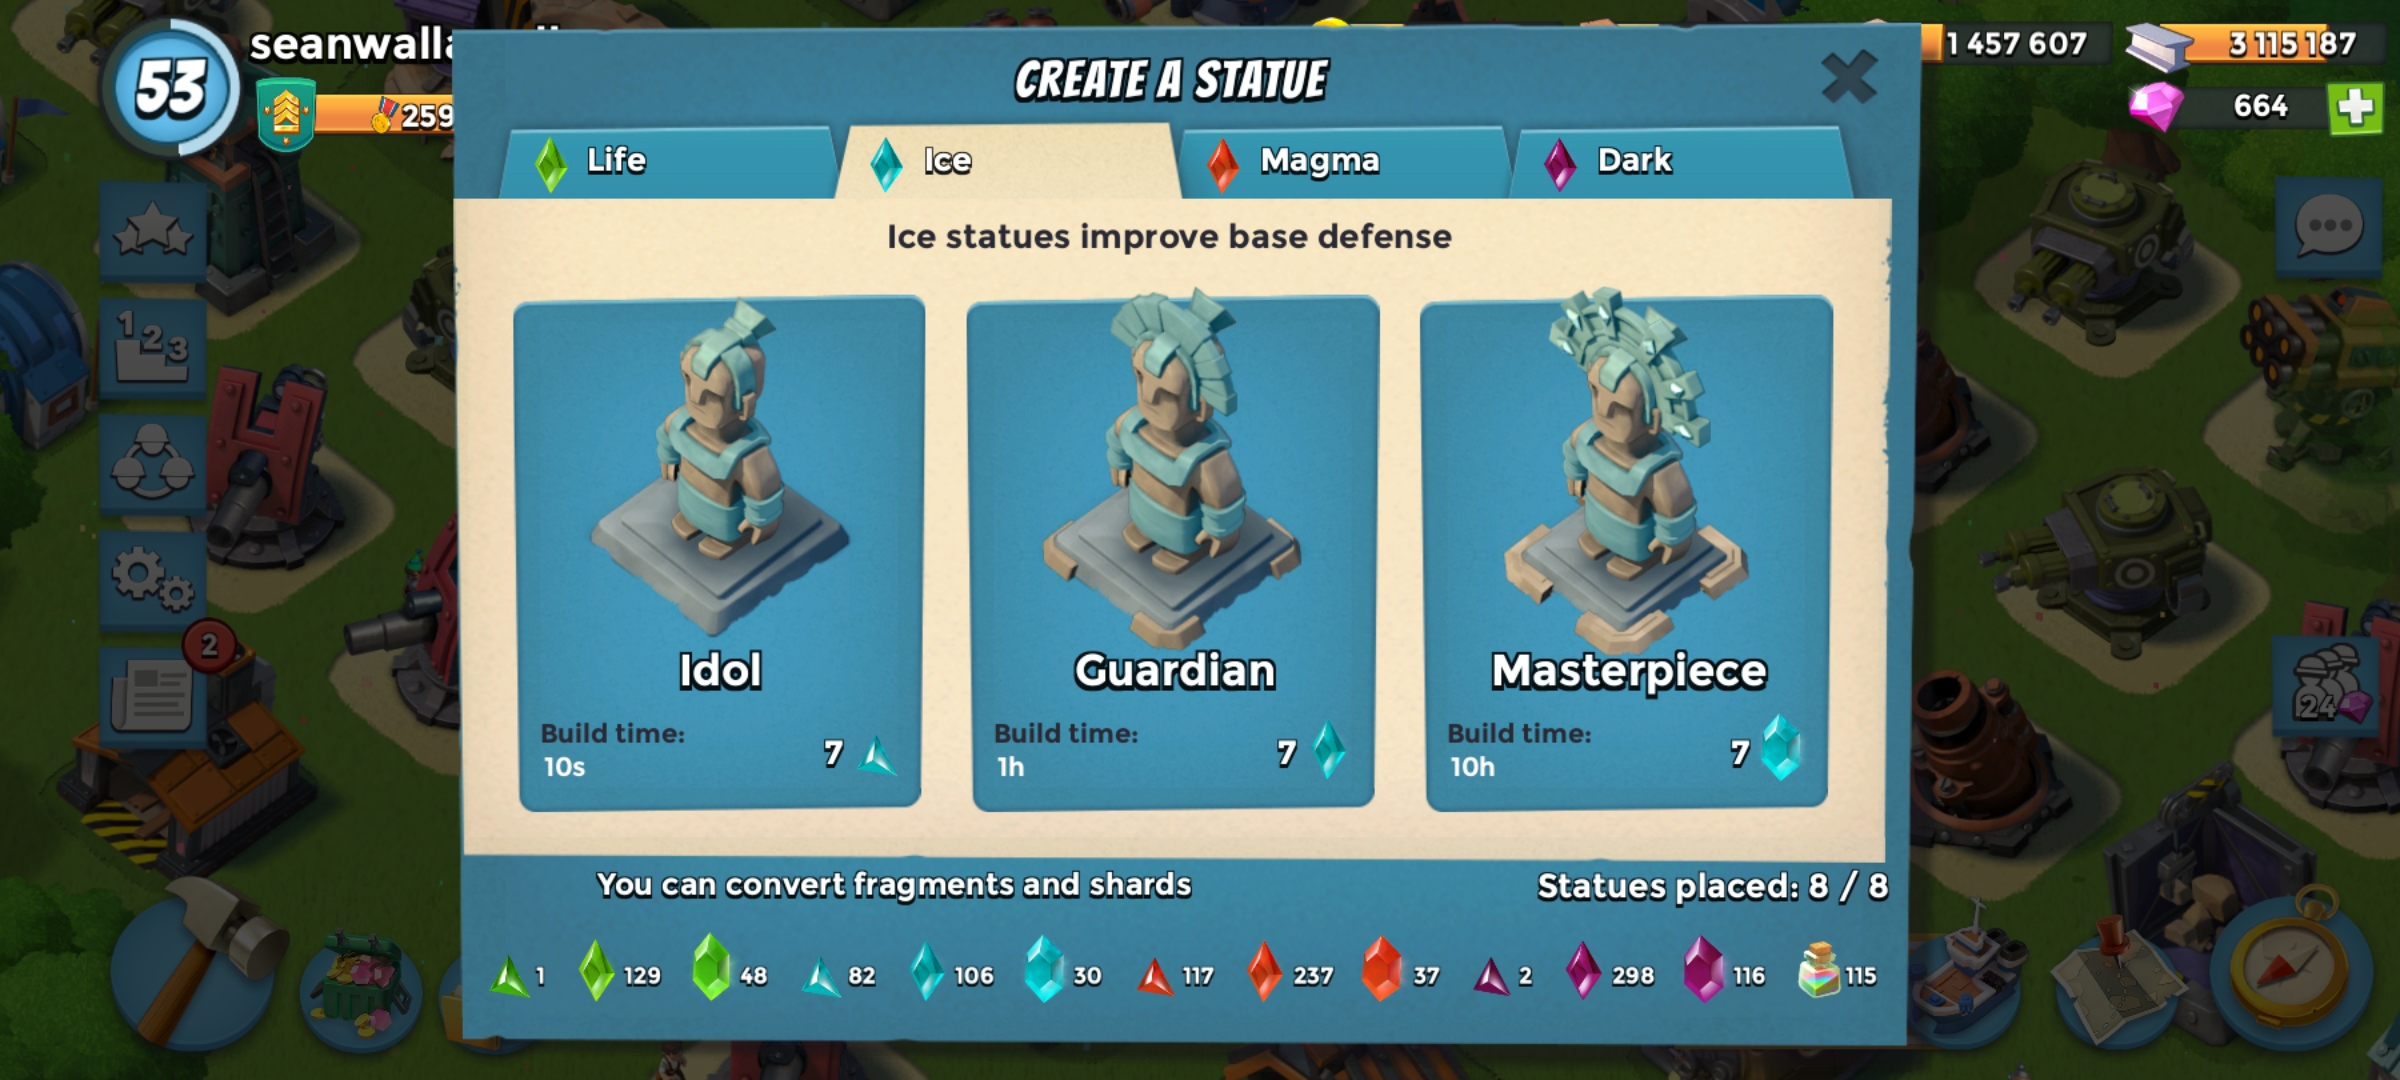 53
259
CREATE A STATUE
1 457 607
3 115 187
664
Life
Ice
Magma
Dark
Ice statues improve base defense
1 2 3
2
24
Idol
Guardian
Masterpiece
Build time:
10s
7
Build time:
1h
7
Build time:
10h
7
You can convert fragments and shards
Statues placed: 8 / 8
1
129
48
82
106
30
117
237
37
2
298
116
115